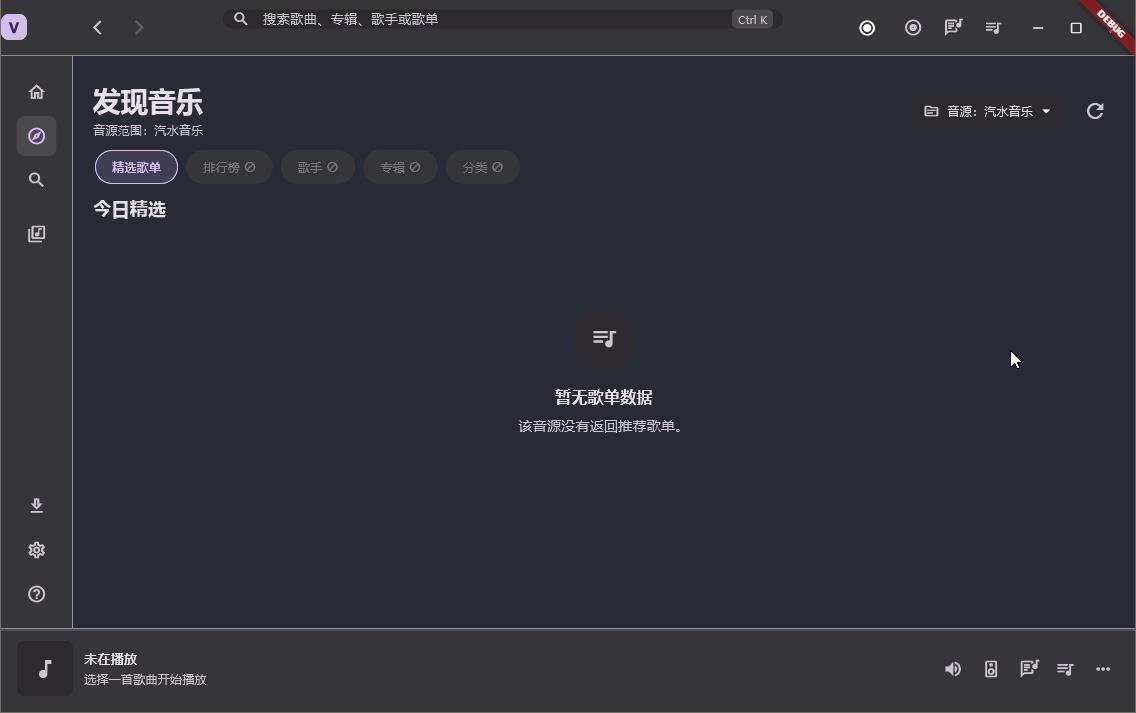 V
搜索歌曲、专辑、歌手或歌单
Ctrl K
DEBUG
发现音乐
音源范围：汽水音乐
音源：汽水音乐
精选歌单
排行榜
歌手
专辑
分类
今日精选
暂无歌单数据
该音源没有返回推荐歌单。
未在播放
选择一首歌曲开始播放